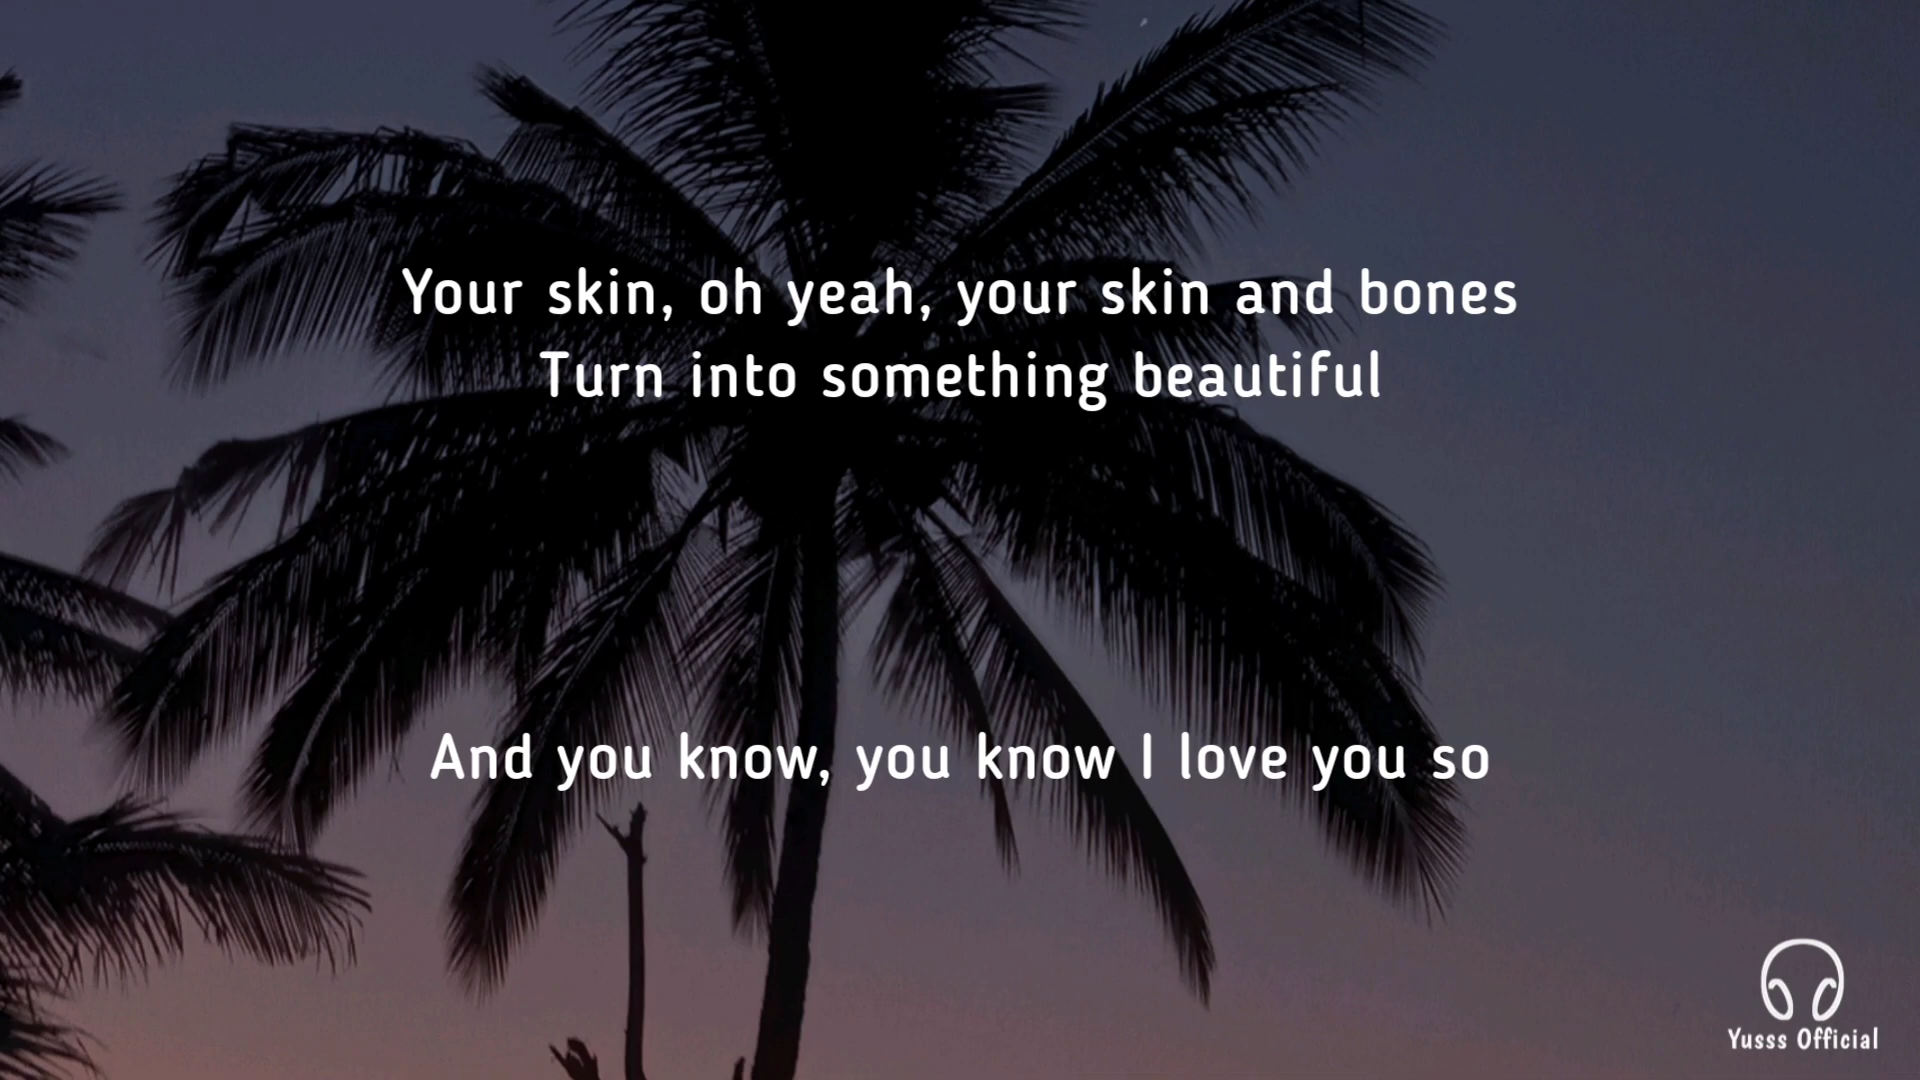 Your skin, oh yeah, your skin and bones
Turn into something beautiful
And you know, you know I love you so
Yusss Official